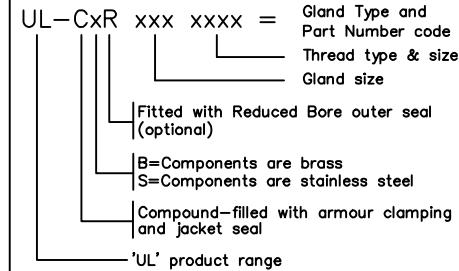 UL-CxR xxx xxxx = Gland Type and
Part Number code
Thread type & size
Gland size
Fitted with Reduced Bore outer seal
(optional)
B=Components are brass
S=Components are stainless steel
Compound-filled with armour clamping
and jacket seal
'UL' product range